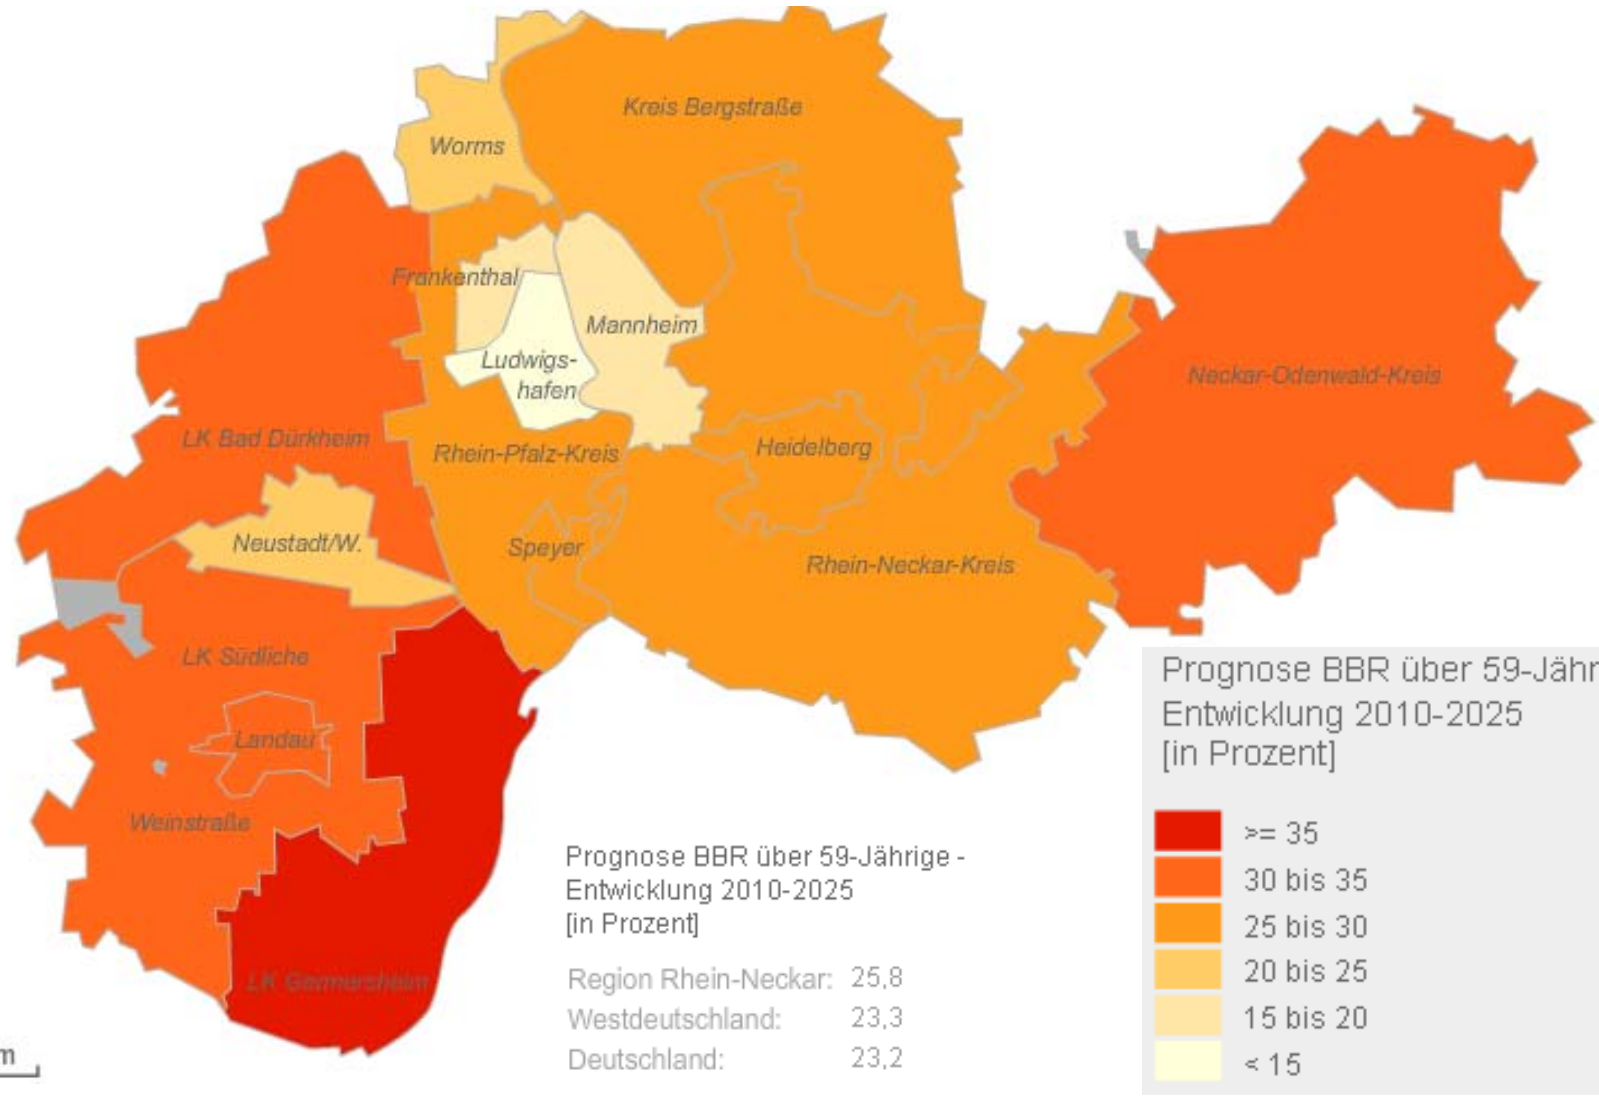 Kreis Bergstraße
Worms
Frankenthal
Mannheim
Ludwigs-
hafen
Neckar-Odenwald-Kreis
LK Bad Dürkheim
Rhein-Pfalz-Kreis
Heidelberg
Neustadt/W.
Speyer
Rhein-Neckar-Kreis
LK Südliche
Landau
Weinstraße
LK Germersheim
m
Prognose BBR über 59-Jährige -
Entwicklung 2010-2025
[in Prozent]
Region Rhein-Neckar: 25,8
Westdeutschland: 23,3
Deutschland: 23,2
Prognose BBR über 59-Jähr
Entwicklung 2010-2025
[in Prozent]
>= 35
30 bis 35
25 bis 30
20 bis 25
15 bis 20
< 15